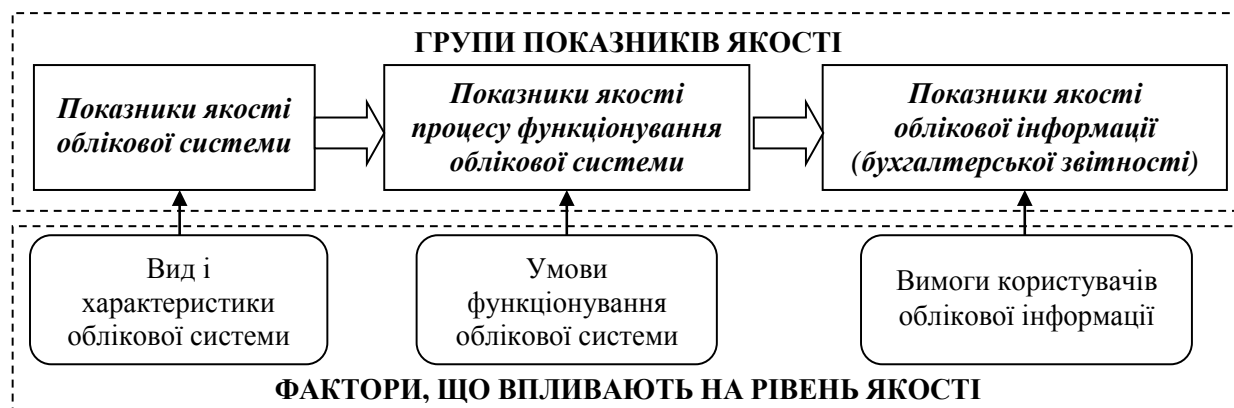 ГРУПИ ПОКАЗНИКІВ ЯКОСТІ
Показники якості
облікової системи
Показники якості
процесу функціонування
облікової системи
Показники якості
облікової інформації
(бухгалтерської звітності)
Вид і
характеристики
облікової системи
Умови
функціонування
облікової системи
Вимоги користувачів
облікової інформації
ФАКТОРИ, ЩО ВПЛИВАЮТЬ НА РІВЕНЬ ЯКОСТІ